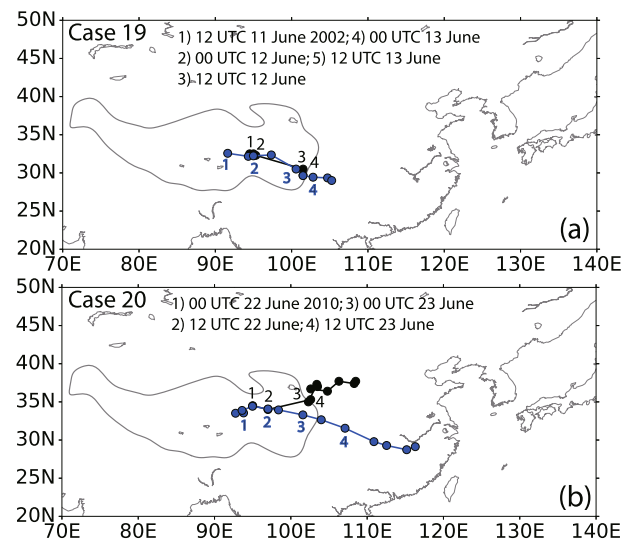 50N
Case 19
1) 12 UTC 11 June 2002; 4) 00 UTC 13 June
2) 00 UTC 12 June; 5) 12 UTC 13 June
3) 12 UTC 12 June
40N
35N
30N
25N
20N
1 2
3 4
1 2 3 4
(a)
70E 80E 90E 100E 110E 120E 130E 140E
50N
Case 20
1) 00 UTC 22 June 2010; 3) 00 UTC 23 June
2) 12 UTC 22 June; 4) 12 UTC 23 June
40N
35N
30N
25N
20N
1 2 3 4
1 2 3 4
(b)
70E 80E 90E 100E 110E 120E 130E 140E